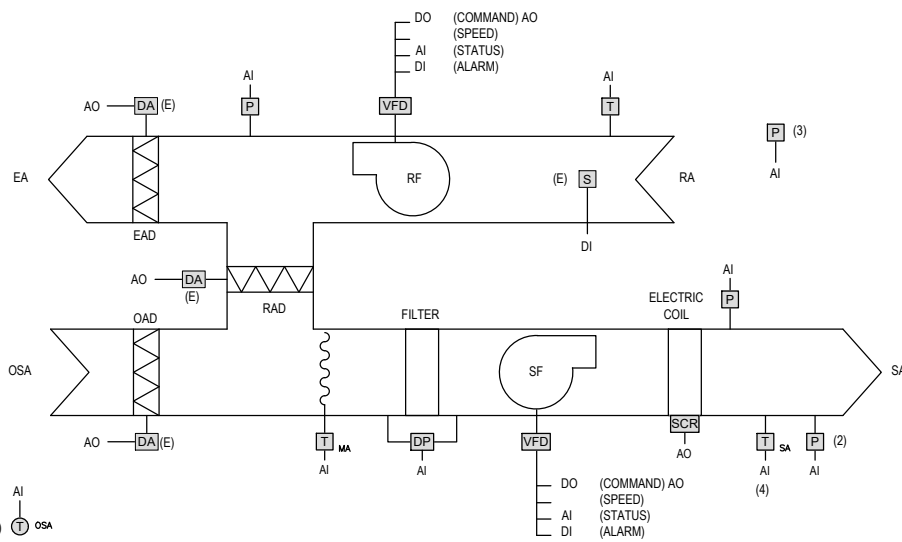 DO (COMMAND) AO
(SPEED)
AI (STATUS)
DI (ALARM)
AI
AI
AO DA (E)
P
VFD
T
P (3)
AI
EA
RF
(E) S
RA
EAD
DI
AO DA
(E)
RAD
AI
OAD
FILTER
ELECTRIC
COIL
P
OSA
SF
SA
SCR
AO DA (E)
T MA
DP
VFD
AO
T SA
P (2)
AI
AI
AI
AI
(4)
DO (COMMAND) AO
(SPEED)
AI (STATUS)
DI (ALARM)
AI
T OSA